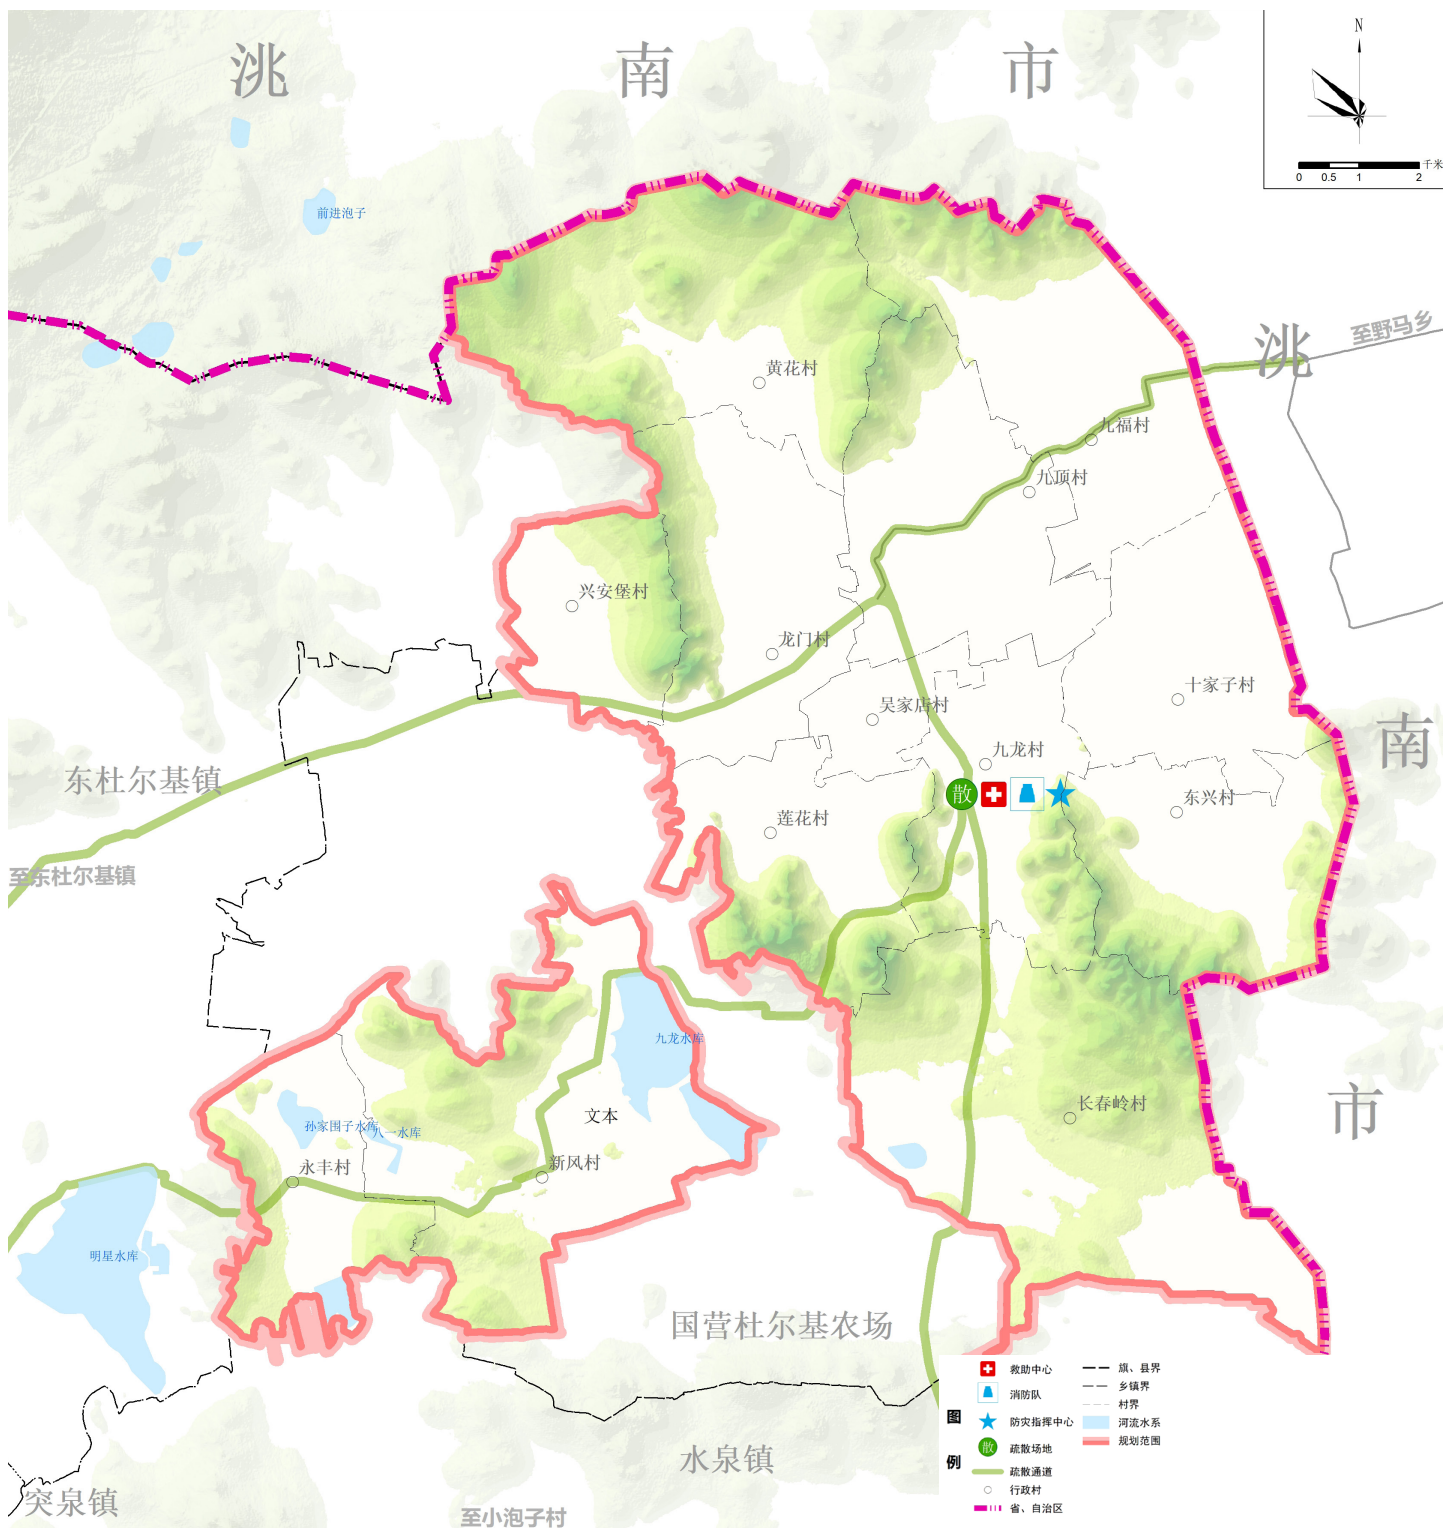 洮 南 市
N
千米
0 0.5 1 2
前进泡子
至野马乡
洮
黄花村
九福村
九顶村
兴安堡村
龙门村
十家子村
吴家店村
南
九龙村
东杜尔基镇
散
东兴村
莲花村
至东杜尔基镇
九龙水库
市
长春岭村
文本
孙家围子水库
八一水库
新风村
永丰村
明星水库
国营杜尔基农场
水泉镇
突泉镇
至小泡子村
图例
救助中心
消防队
防灾指挥中心
散 疏散场地
疏散通道
行政村
省、自治区
旗、县界
乡镇界
村界
河流水系
规划范围